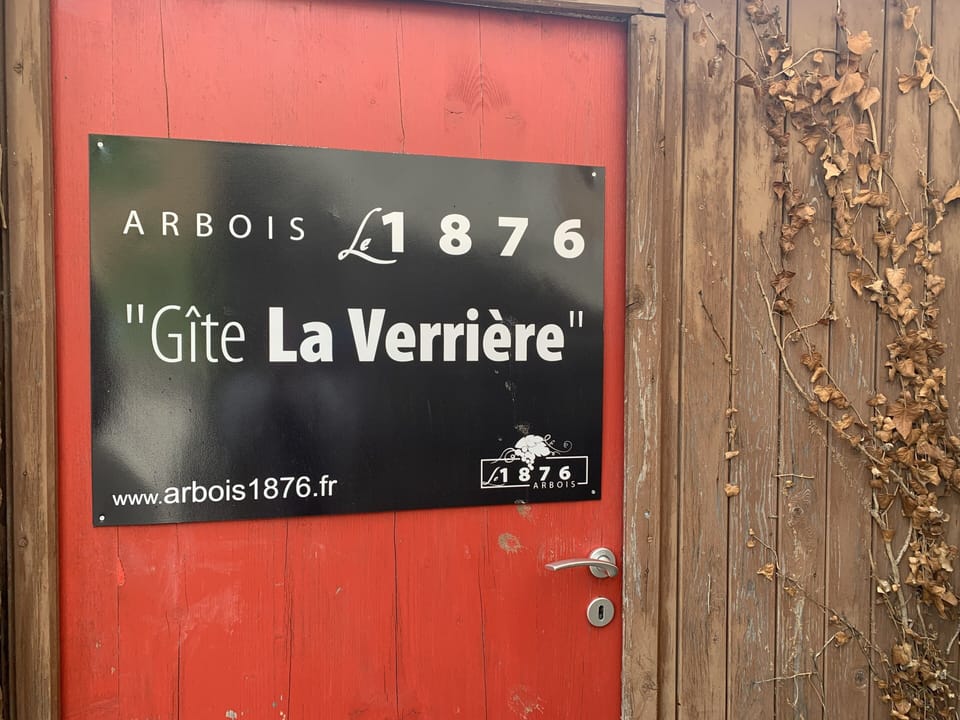 ARBOIS Le 1876
"Gîte La Verrière"
www.arbois1876.fr
Le 1876
ARBOIS